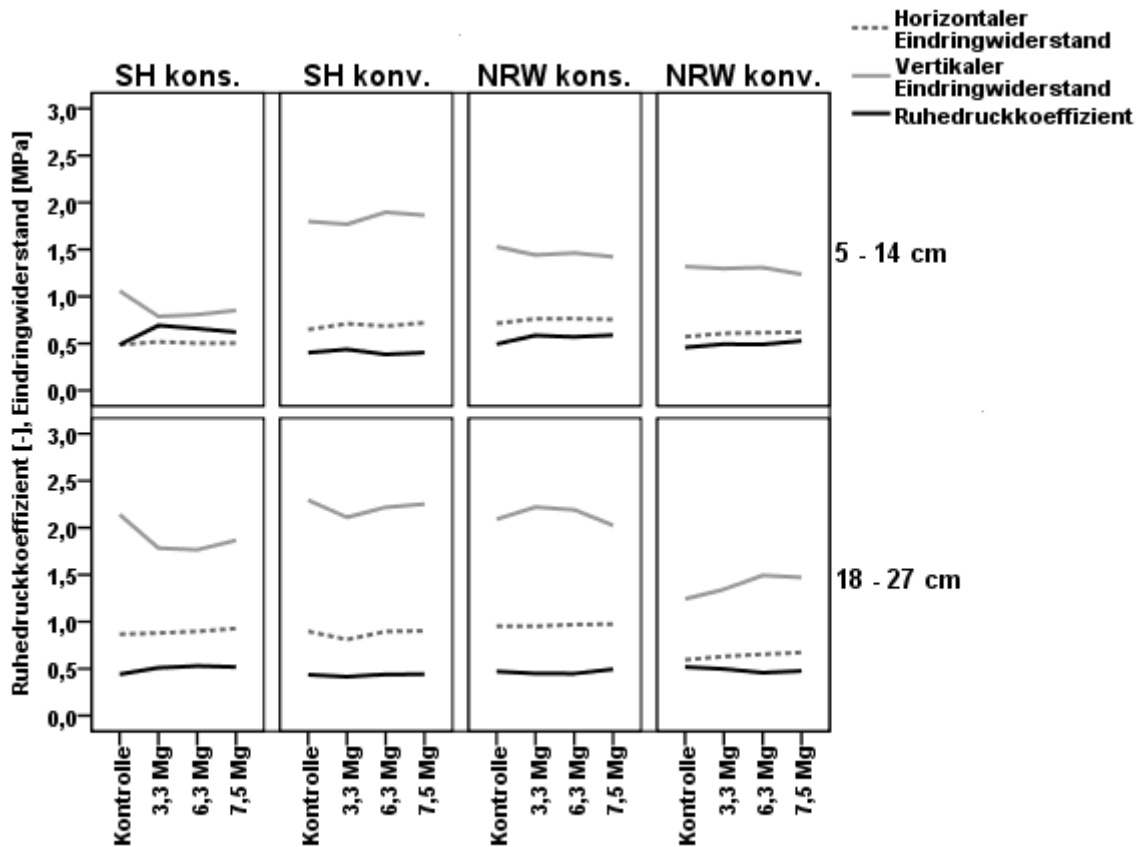 Horizontaler
Eindringwiderstand
Vertikaler
Eindringwiderstand
Ruhedruckkoeffizient
SH kons.
SH konv.
NRW kons.
NRW konv.
Ruhedruckkoeffizient [-], Eindringwiderstand [MPa]
3,0
2,5
2,0
1,5
1,0
0,5
0,0
5 - 14 cm
3,0
2,5
2,0
1,5
1,0
0,5
0,0
18 - 27 cm
Kontrolle
3,3 Mg
6,3 Mg
7,5 Mg
Kontrolle
3,3 Mg
6,3 Mg
7,5 Mg
Kontrolle
3,3 Mg
6,3 Mg
7,5 Mg
Kontrolle
3,3 Mg
6,3 Mg
7,5 Mg